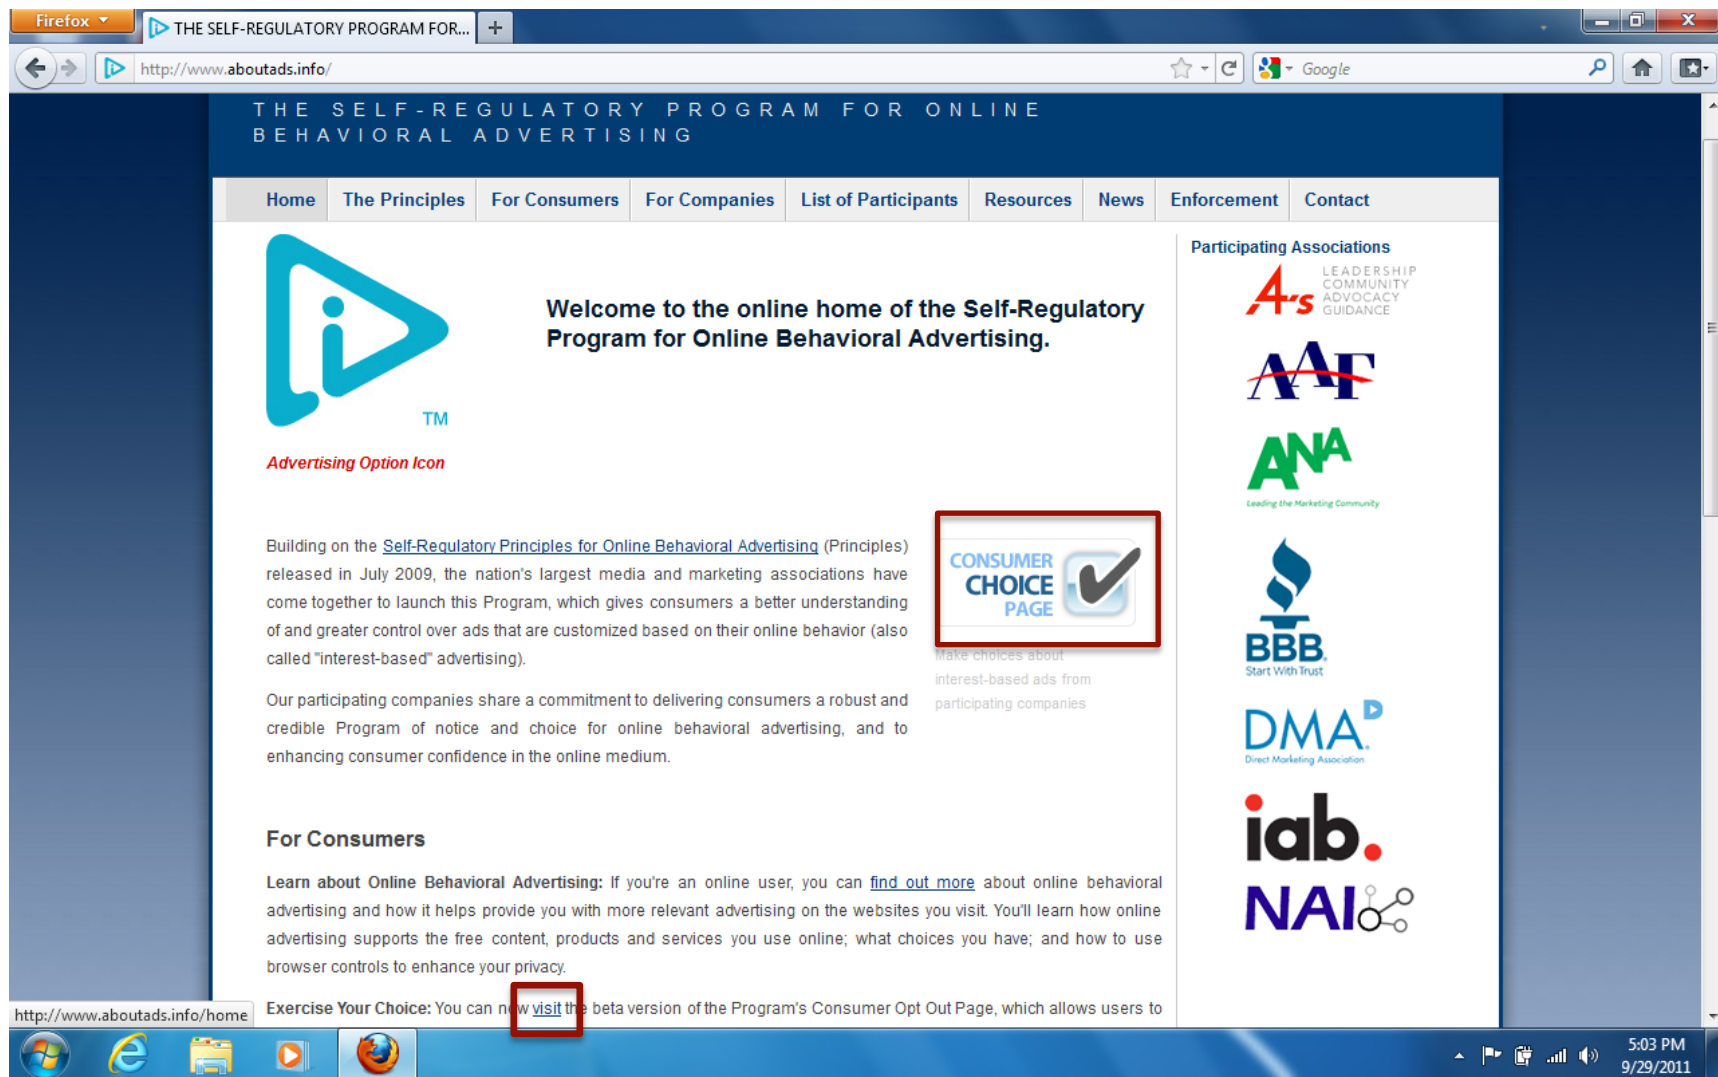 Firefox
THE SELF-REGULATORY PROGRAM FOR...
http://www.aboutads.info/
Google
THE SELF-REGULATORY PROGRAM FOR ONLINE
BEHAVIORAL ADVERTISING
Home The Principles For Consumers For Companies List of Participants Resources News Enforcement Contact
Welcome to the online home of the Self-Regulatory
Program for Online Behavioral Advertising.
TM
Advertising Option Icon
Building on the Self-Regulatory Principles for Online Behavioral Advertising (Principles)
released in July 2009, the nation's largest media and marketing associations have
come together to launch this Program, which gives consumers a better understanding
of and greater control over ads that are customized based on their online behavior (also
called "interest-based" advertising).
Our participating companies share a commitment to delivering consumers a robust and
credible Program of notice and choice for online behavioral advertising, and to
enhancing consumer confidence in the online medium.
CONSUMER
CHOICE
PAGE
Make choices about
interest-based ads from
participating companies
For Consumers
Learn about Online Behavioral Advertising: If you're an online user, you can find out more about online behavioral
advertising and how it helps provide you with more relevant advertising on the websites you visit. You'll learn how online
advertising supports the free content, products and services you use online; what choices you have; and how to use
browser controls to enhance your privacy.
Exercise Your Choice: You can now visit the beta version of the Program's Consumer Opt Out Page, which allows users to
Participating Associations
A's
LEADERSHIP
COMMUNITY
ADVOCACY
GUIDANCE
AAF
ANA
Leading the Marketing Community
BBB.
Start With Trust
DMA
Direct Marketing Association
iab.
NAI
http://www.aboutads.info/home
5:03 PM
9/29/2011